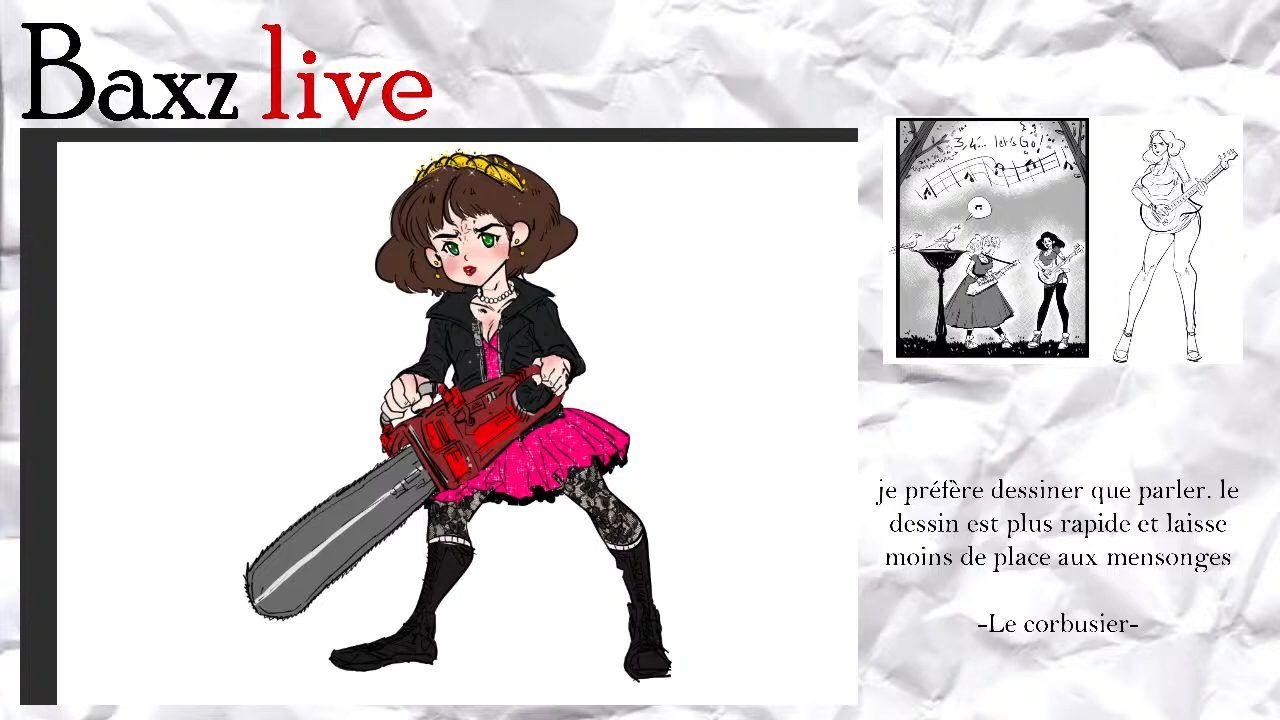 Baxz live
3,4... let's Go!
je préfère dessiner que parler. le
dessin est plus rapide et laisse
moins de place aux mensonges
-Le corbusier-